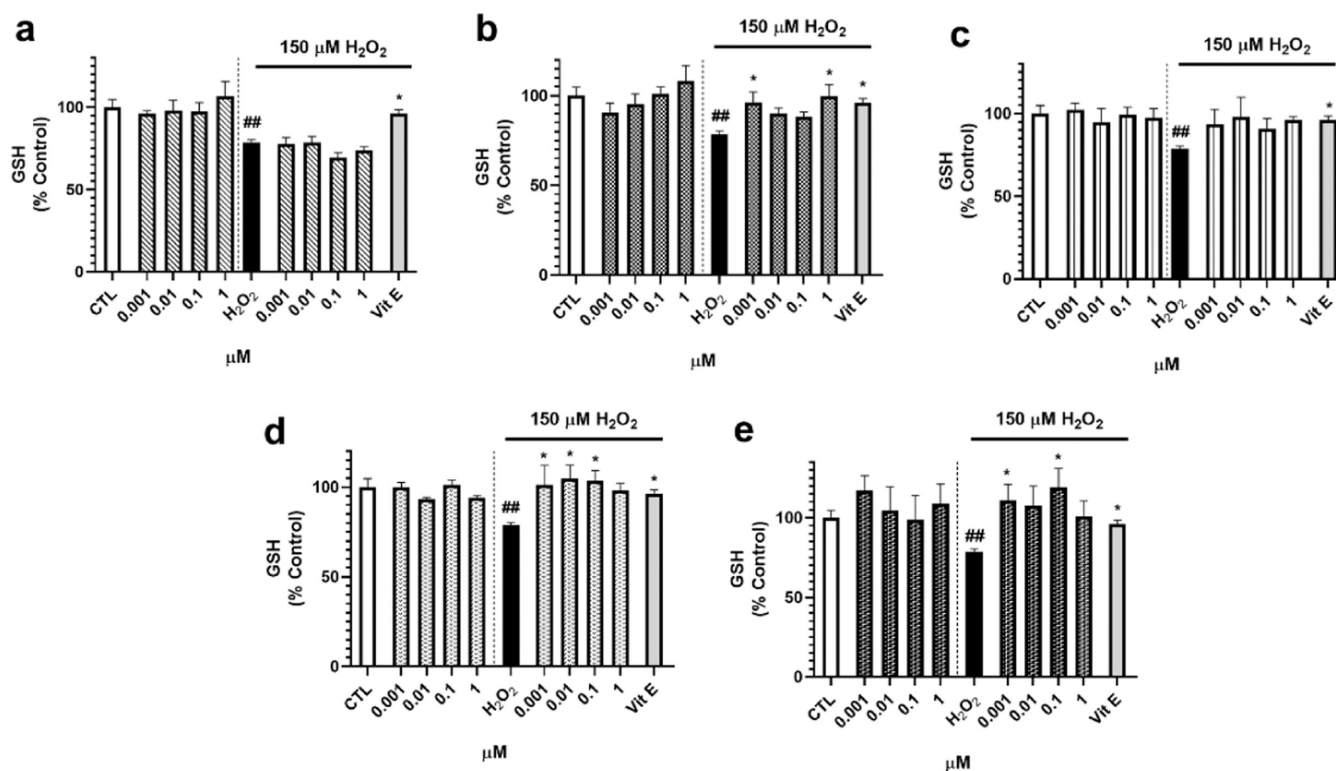 a
150 μM H₂O₂
GSH
(% Control)
100
50
0
##
*
CTL 0.001 0.01 0.1 1 H₂O₂ 0.001 0.01 0.1 1 Vit E
μM
b
150 μM H₂O₂
GSH
(% Control)
100
50
0
## * * *
CTL 0.001 0.01 0.1 1 H₂O₂ 0.001 0.01 0.1 1 Vit E
μM
c
150 μM H₂O₂
GSH
(% Control)
100
50
0
##
*
CTL 0.001 0.01 0.1 1 H₂O₂ 0.001 0.01 0.1 1 Vit E
μM
d
150 μM H₂O₂
GSH
(% Control)
100
50
0
## * * * *
CTL 0.001 0.01 0.1 1 H₂O₂ 0.001 0.01 0.1 1 Vit E
μM
e
150 μM H₂O₂
GSH
(% Control)
100
50
0
## * * *
CTL 0.001 0.01 0.1 1 H₂O₂ 0.001 0.01 0.1 1 Vit E
μM